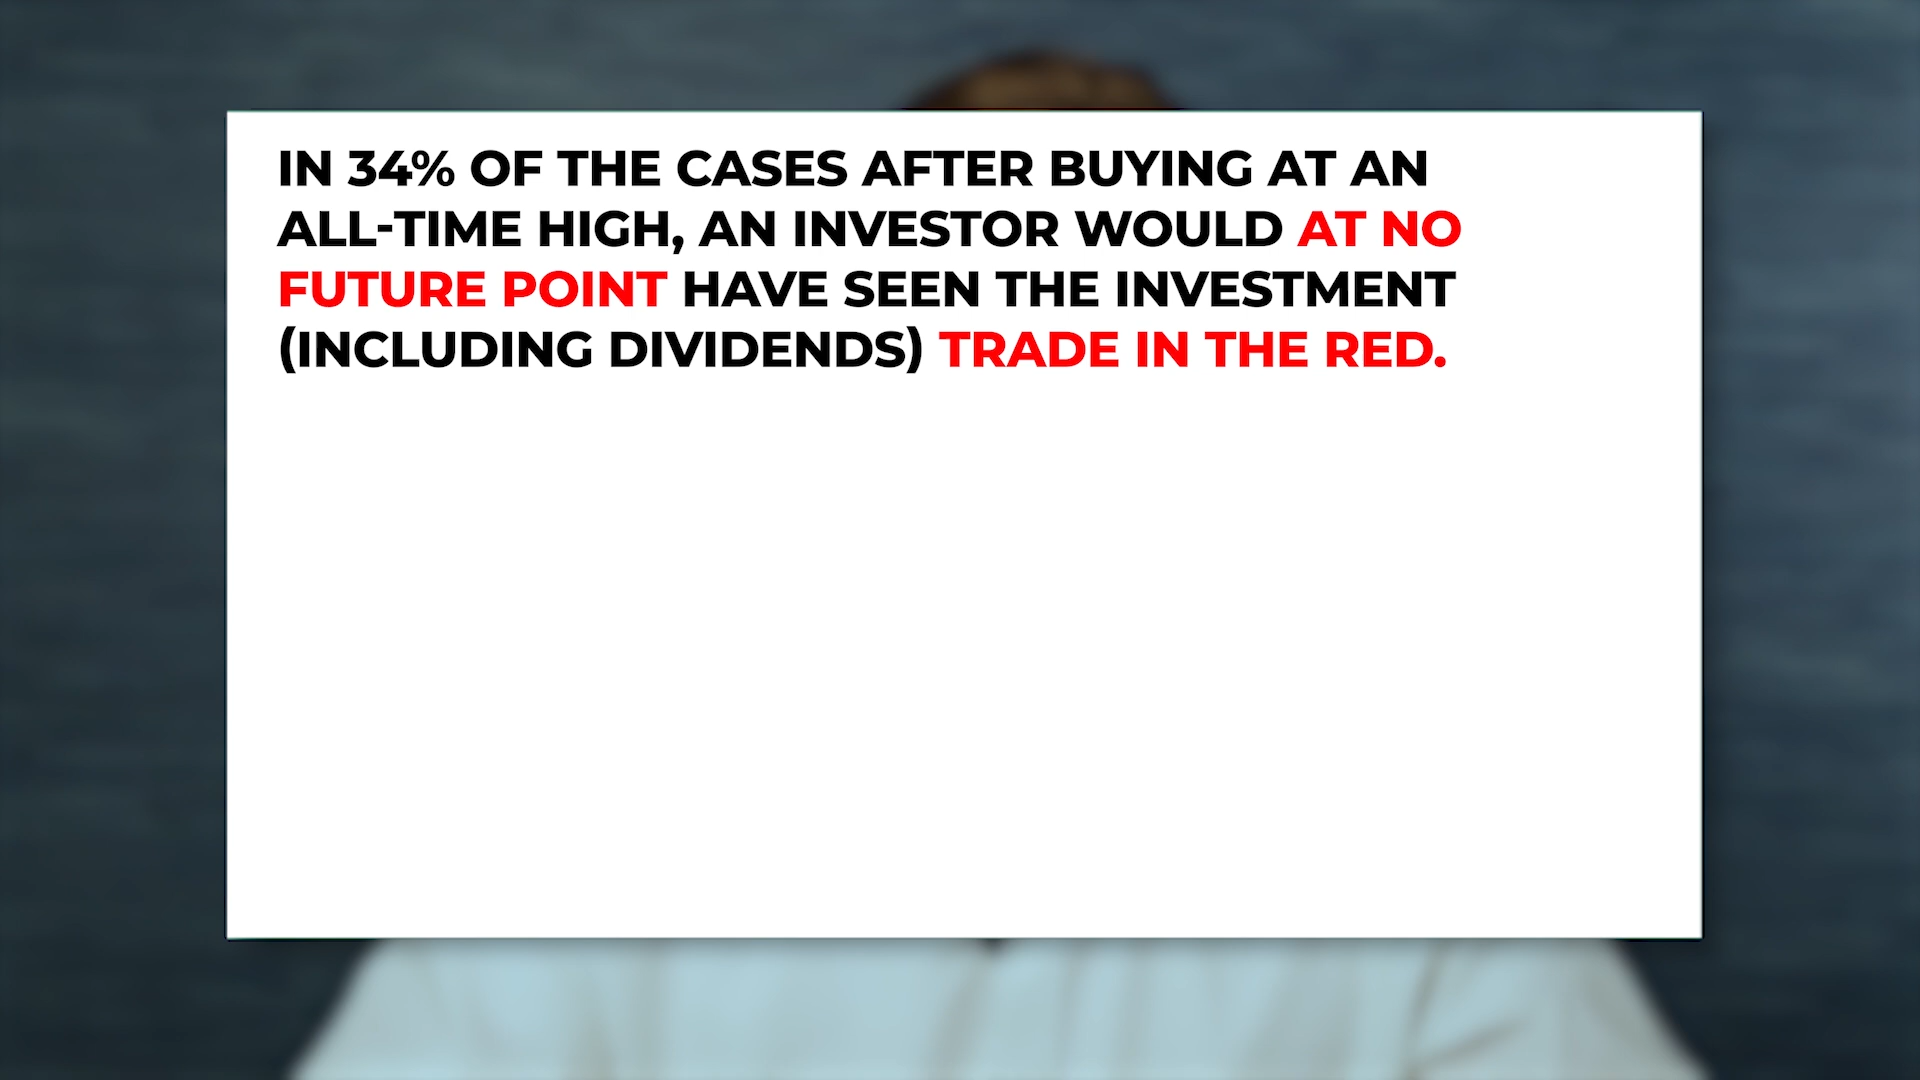 IN 34% OF THE CASES AFTER BUYING AT AN
ALL-TIME HIGH, AN INVESTOR WOULD AT NO
FUTURE POINT HAVE SEEN THE INVESTMENT
(INCLUDING DIVIDENDS) TRADE IN THE RED.